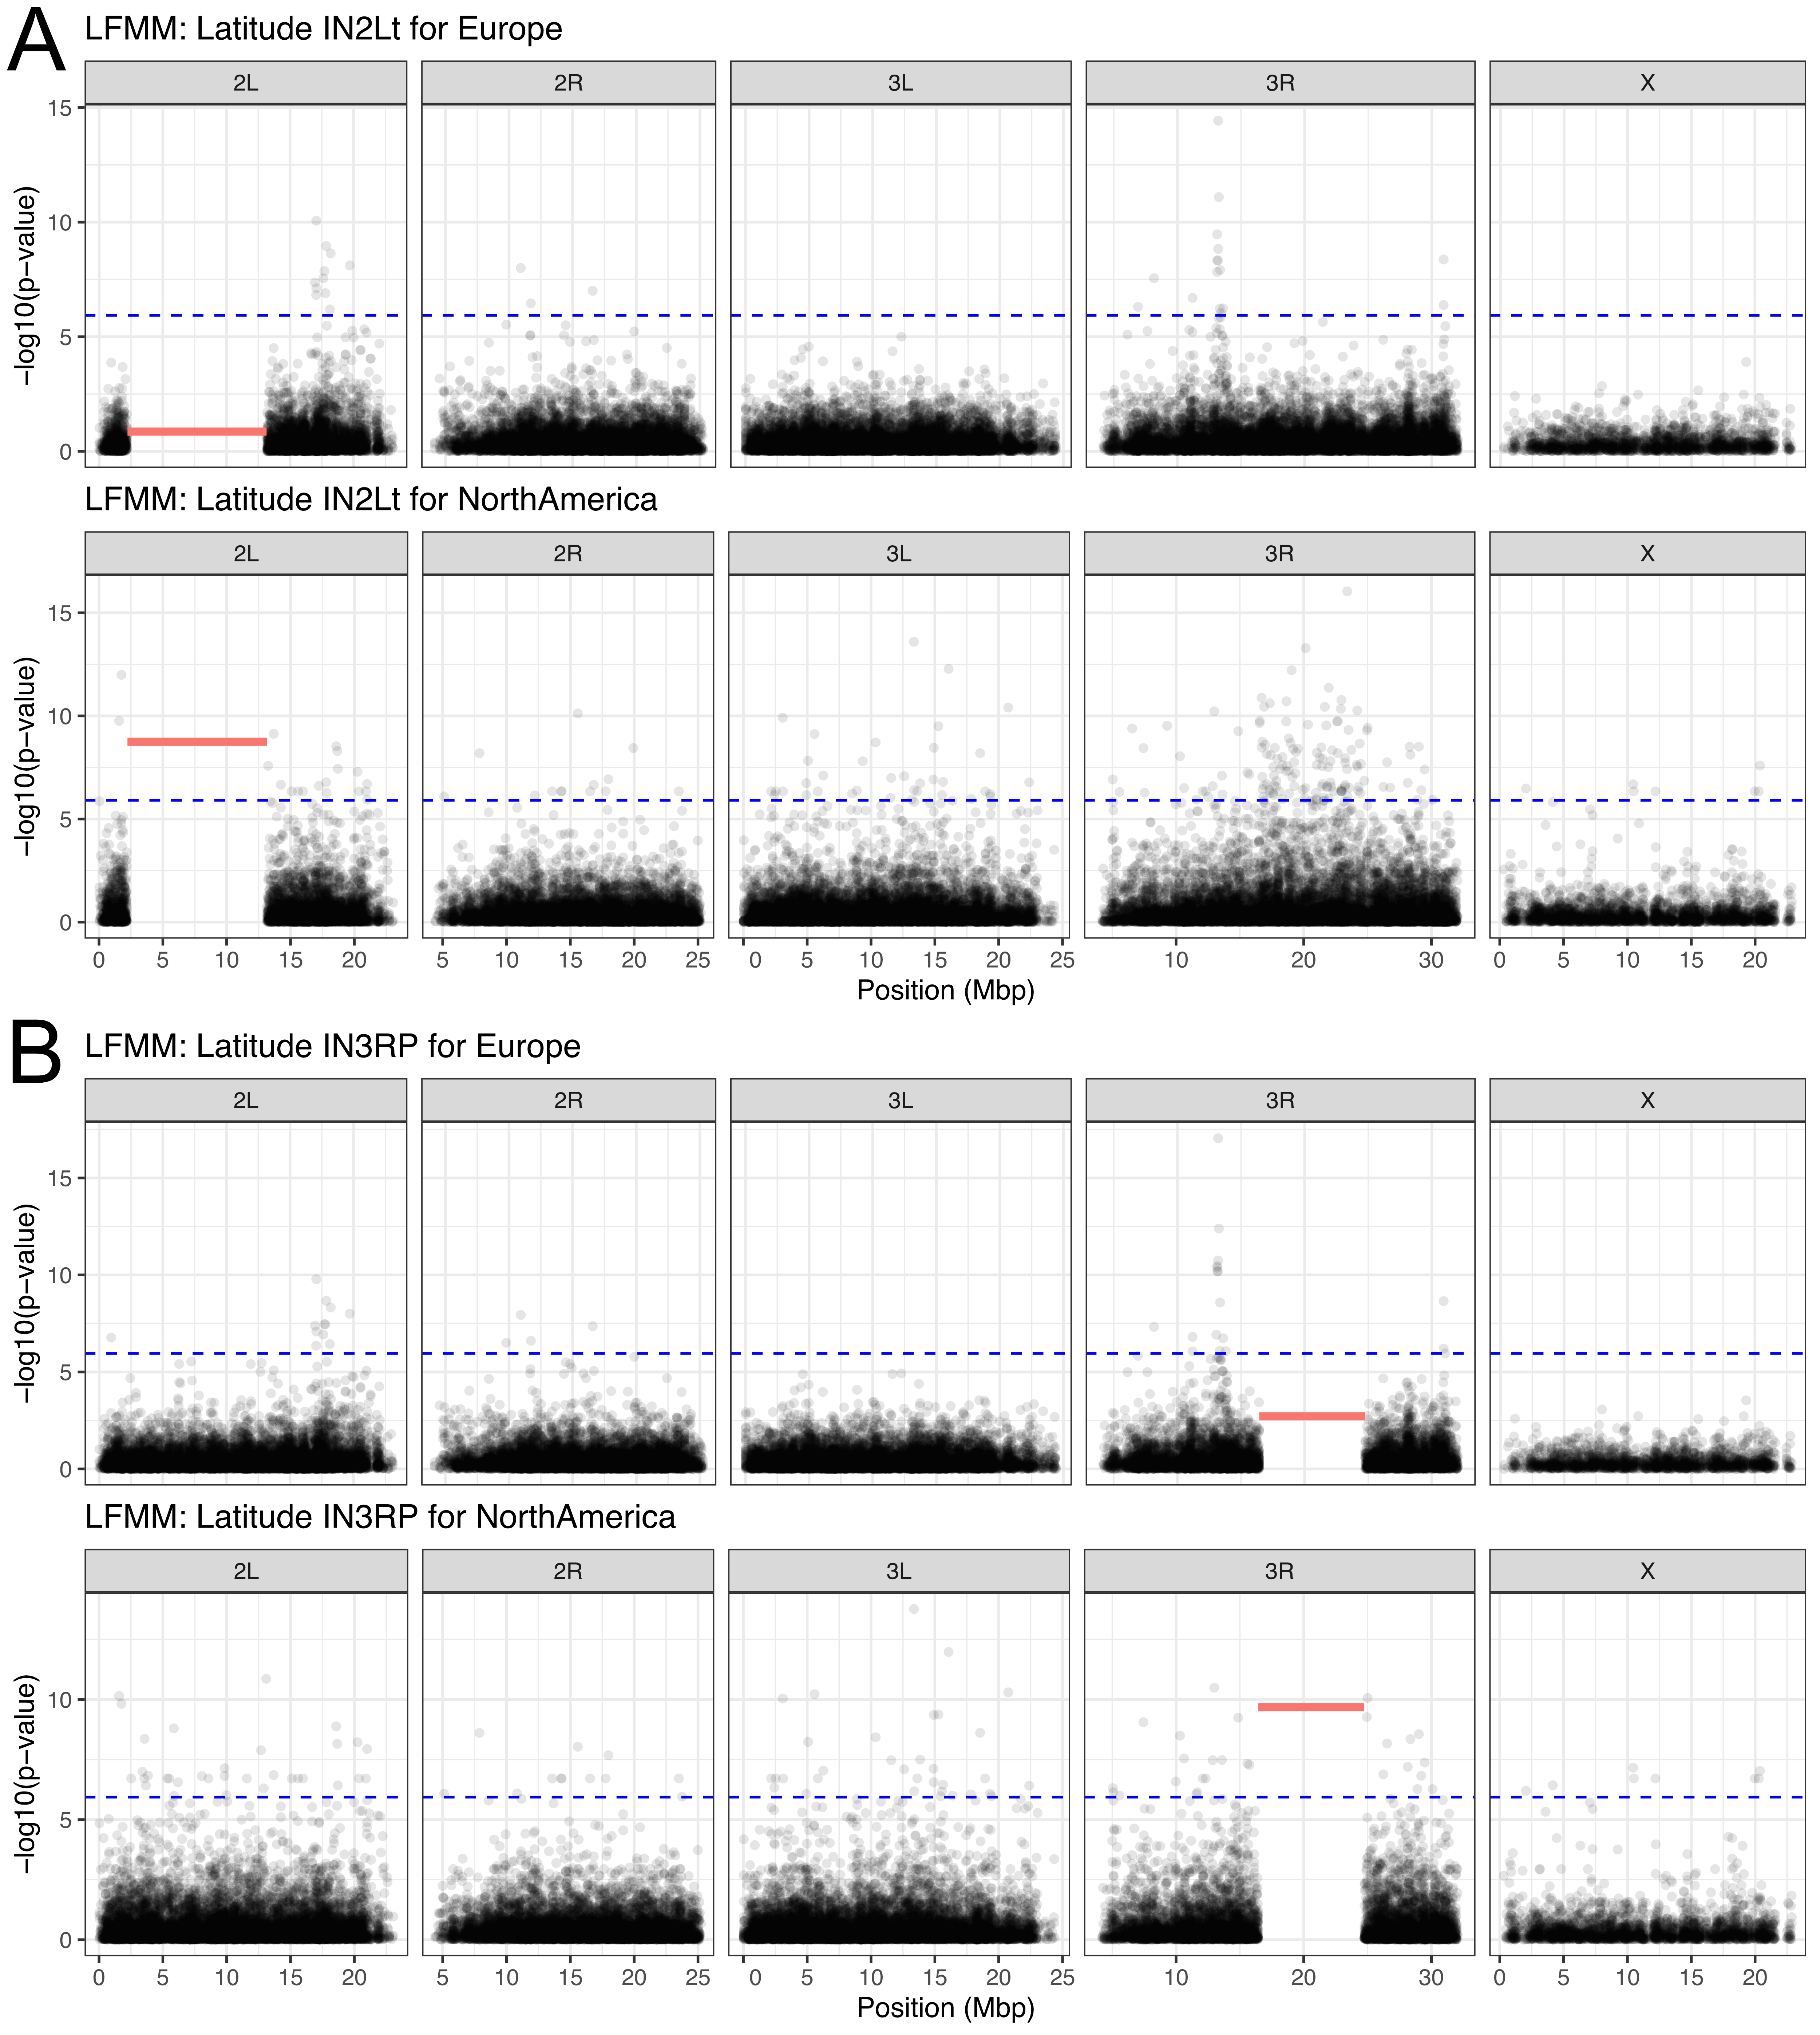 A LFMM: Latitude IN2Lt for Europe
2L 2R 3L 3R X
15
10
5
0
−log10(p−value)
LFMM: Latitude IN2Lt for NorthAmerica
2L 2R 3L 3R X
15
10
5
0
−log10(p−value)
0 5 10 15 20 5 10 15 20 25 0 5 10 15 20 25 10 20 30 0 5 10 15 20
Position (Mbp)
B LFMM: Latitude IN3RP for Europe
2L 2R 3L 3R X
15
10
5
0
−log10(p−value)
LFMM: Latitude IN3RP for NorthAmerica
2L 2R 3L 3R X
10
5
0
−log10(p−value)
0 5 10 15 20 5 10 15 20 25 0 5 10 15 20 25 10 20 30 0 5 10 15 20
Position (Mbp)